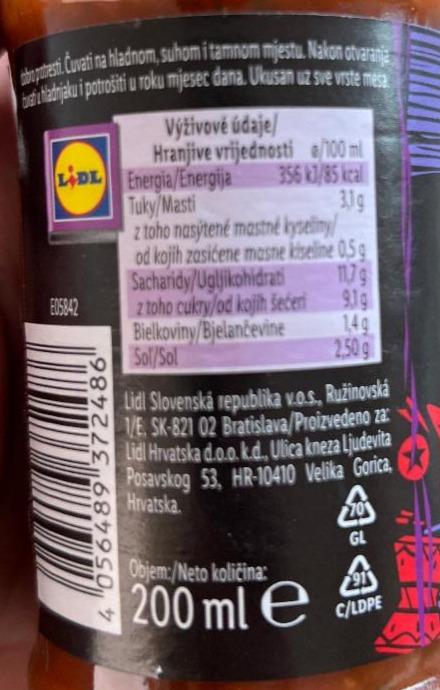 dobro protresti. Čuvati na hladnom, suhom i tamnom mjestu. Nakon otvaranja
čuvati u hladnjaku i potrošiti u roku mjesec dana. Ukusan uz sve vrste mesa.
LIDL
Výživové údaje/
Hranjive vrijednosti ø/100 ml
Energia/Energija 356 kJ/85 kcal
Tuky/Masti 3,1 g
z toho nasýtené mastné kyseliny/
od kojih zasićene masne kiseline 0,5 g
Sacharidy/Ugljikohidrati 11,7 g
z toho cukry/od kojih šećeri 9,1 g
Bielkoviny/Bjelančevine 1,4 g
Soľ/Sol 2,50 g
E05842
4 056489 372486
Lidl Slovenská republika v.o.s., Ružinovská
1/E, SK-821 02 Bratislava/Proizvedeno za:
Lidl Hrvatska d.o.o. k.d., Ulica kneza Ljudevita
Posavskog 53, HR-10410 Velika Gorica,
Hrvatska.
70
GL
91
C/LDPE
Objem:/Neto količina:
200 ml e